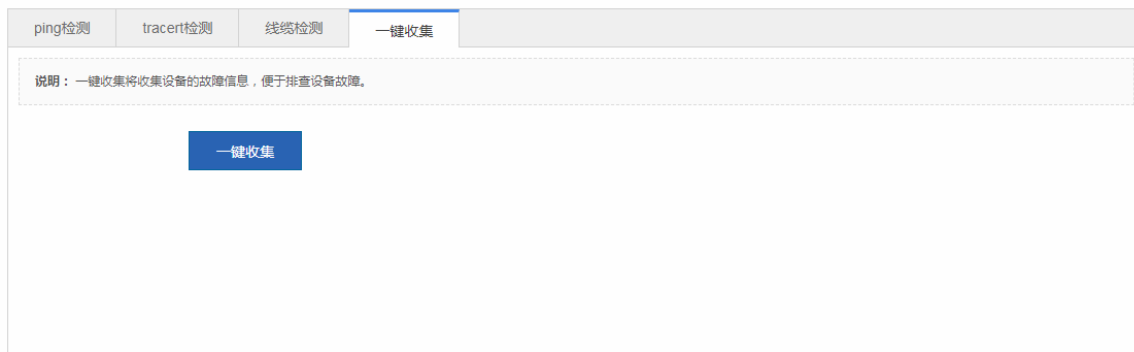 ping检测 tracert检测 线缆检测 一键收集
说明：一键收集将收集设备的故障信息，便于排查设备故障。
一键收集